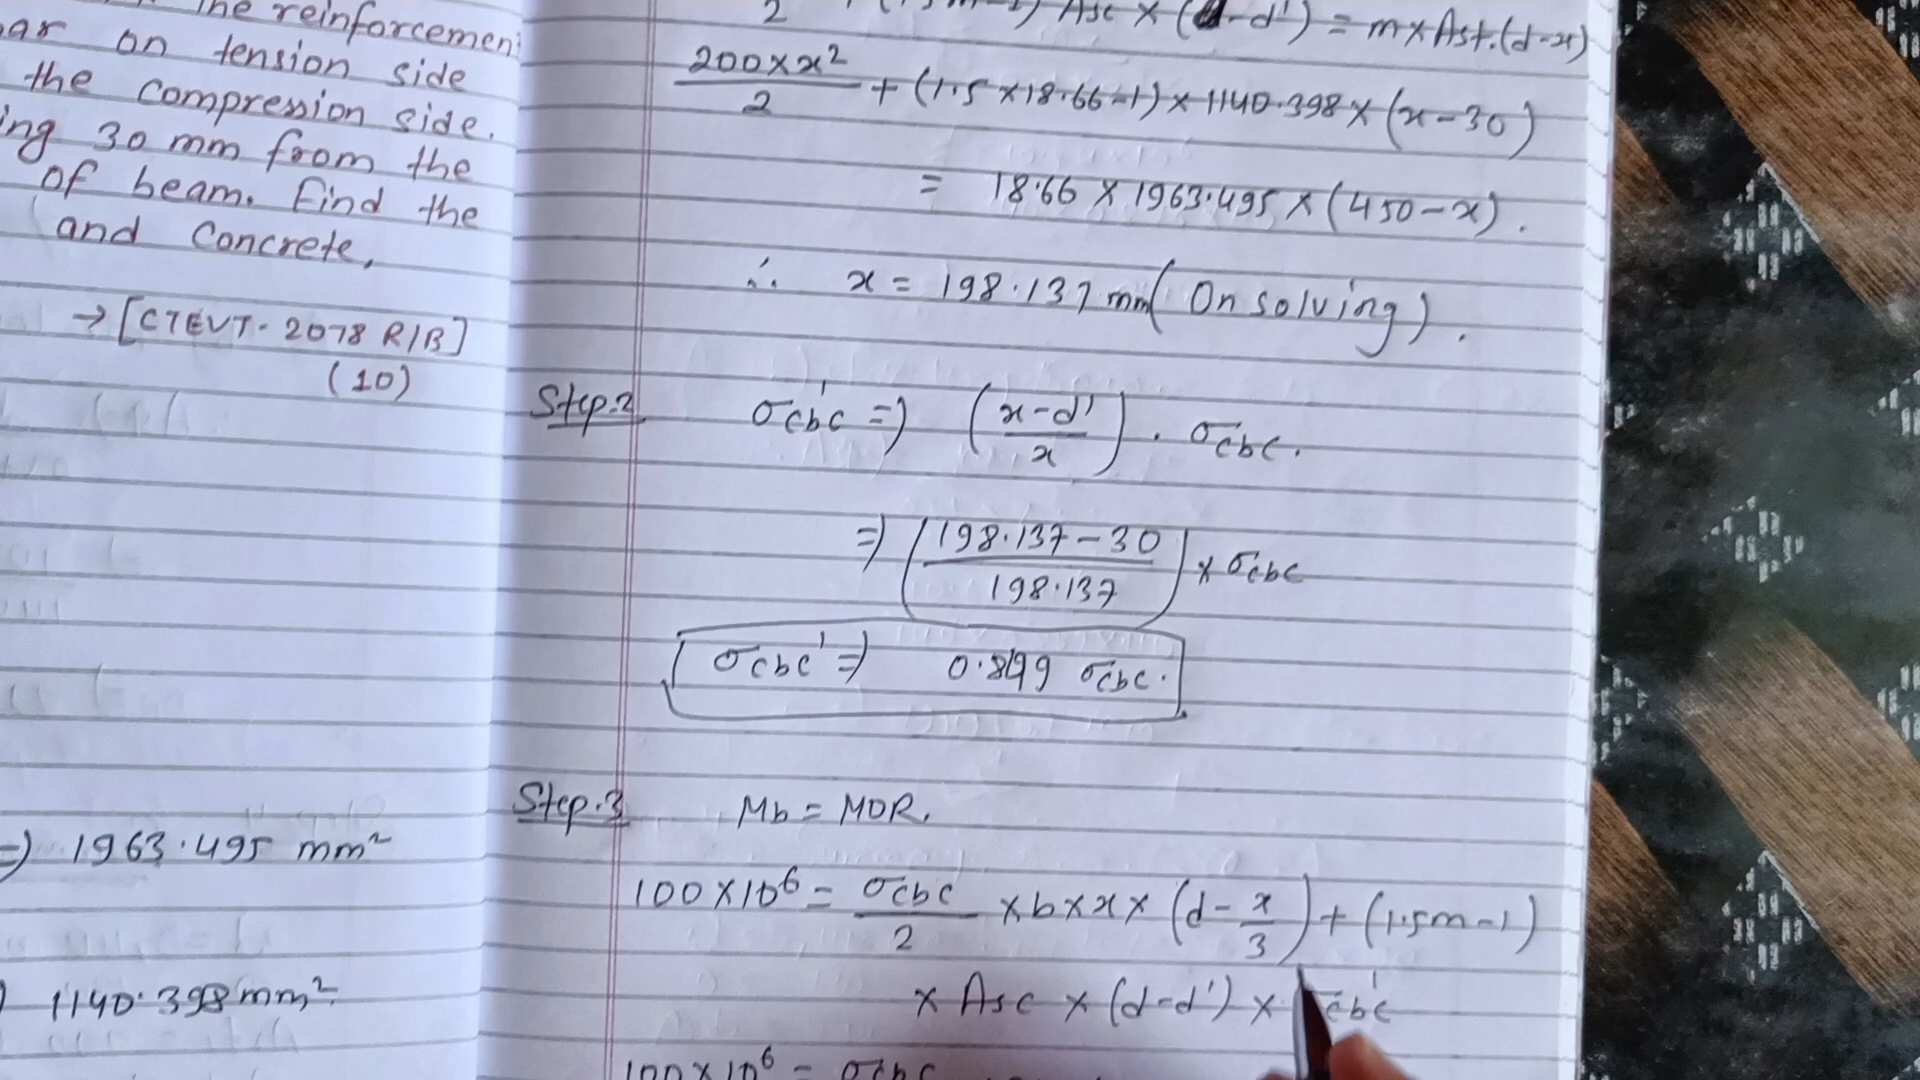 the reinforcement
on tension side
the compression side.
30 mm from the
of beam. Find the
and Concrete,
→ [CTEVT - 2078 R/B]
(10)
⇒ 1963.495 mm²
1140.398 mm².
2 Asc × (d-d') = m×Ast.(d-x)
200×x²/2 + (1.5×18.66-1) × 1140.398 × (x-30)
= 18.66 × 1963.495 × (450-x).
∴ x = 198.137 mm (On solving).
Step.2 σcbc' ⇒ ((x-d')/x) . σcbc.
⇒ ((198.137-30)/198.137) × σcbc
σcbc' ⇒ 0.849 σcbc.
Step.3 Mb = MOR.
100×10⁶ = σcbc/2 ×b×x× (d-x/3) + (1.5m-1)
× Asc × (d-d') × σcbc'
100×10⁶ = σcbc